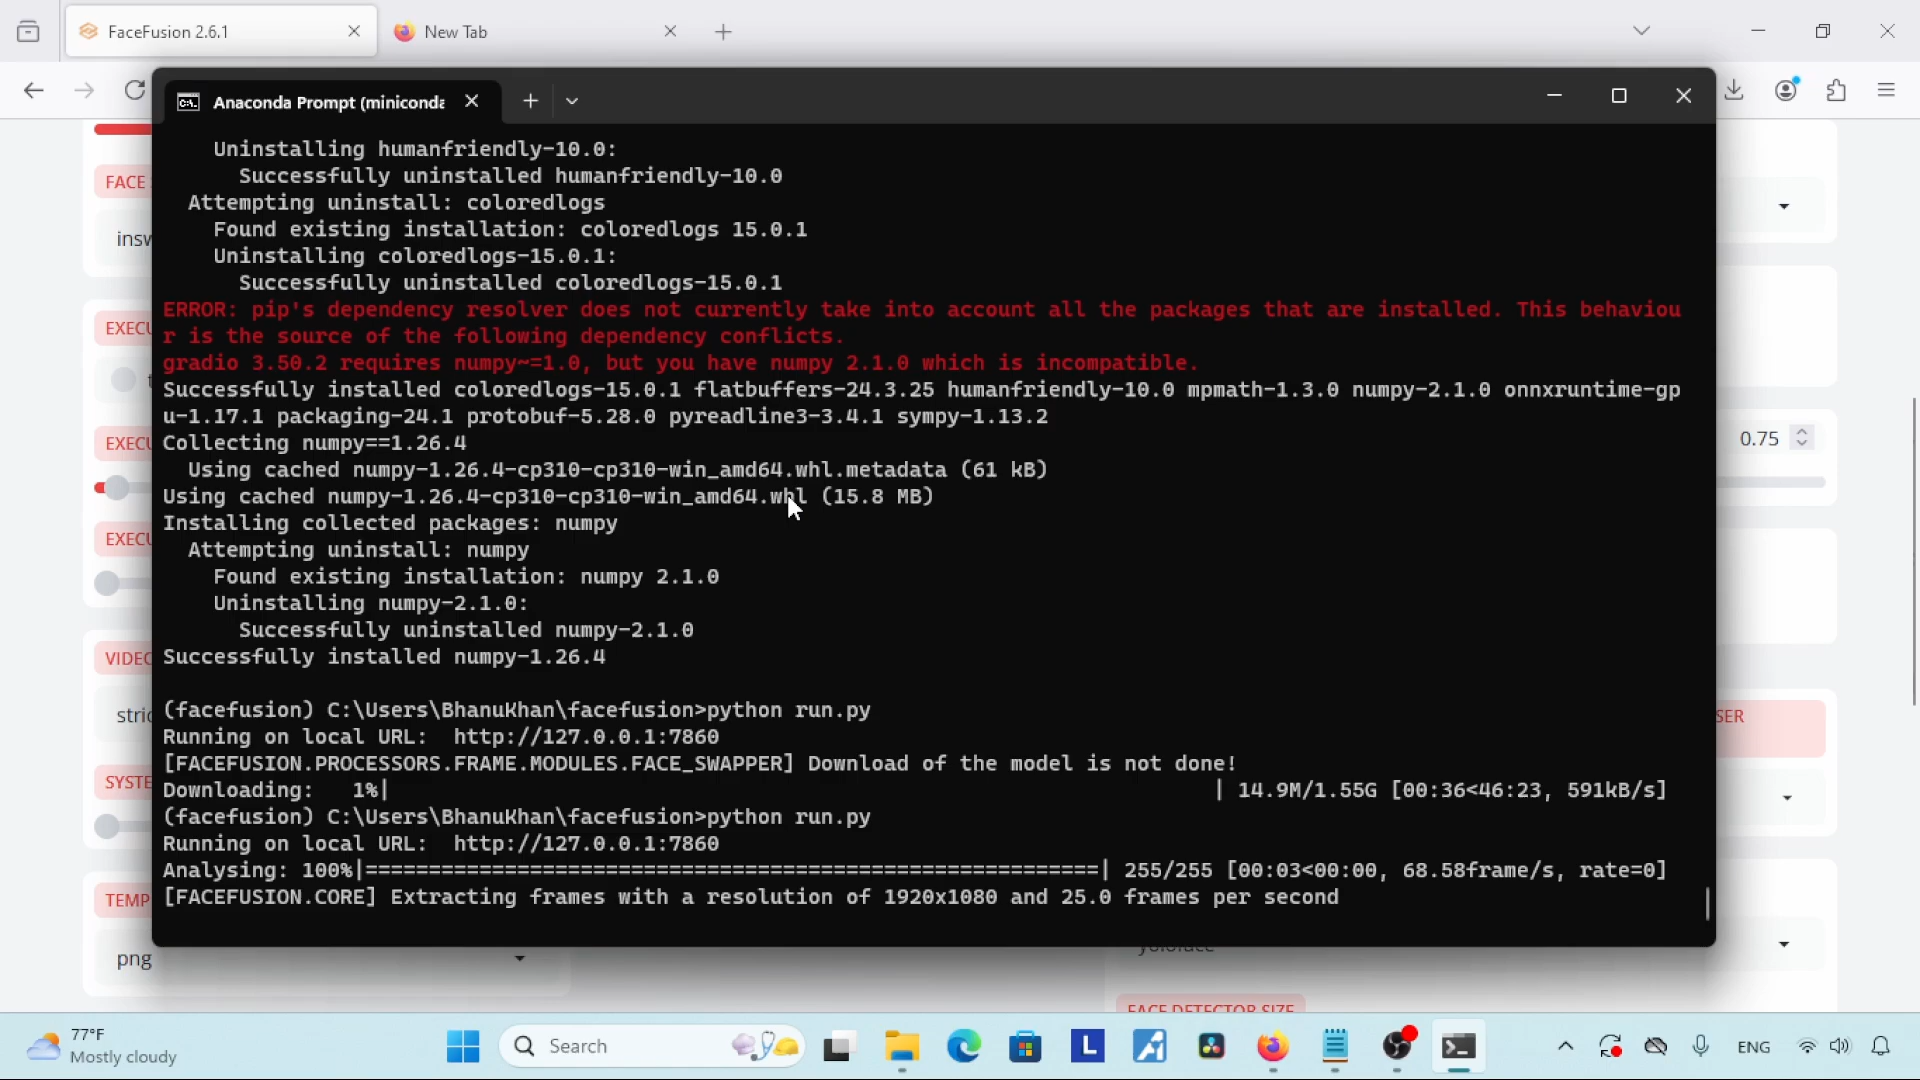 FaceFusion 2.6.1
New Tab
Anaconda Prompt (miniconda
Uninstalling humanfriendly-10.0:
Successfully uninstalled humanfriendly-10.0
Attempting uninstall: coloredlogs
Found existing installation: coloredlogs 15.0.1
Uninstalling coloredlogs-15.0.1:
Successfully uninstalled coloredlogs-15.0.1
ERROR: pip's dependency resolver does not currently take into account all the packages that are installed. This behaviou
r is the source of the following dependency conflicts.
gradio 3.50.2 requires numpy~=1.0, but you have numpy 2.1.0 which is incompatible.
Successfully installed coloredlogs-15.0.1 flatbuffers-24.3.25 humanfriendly-10.0 mpmath-1.3.0 numpy-2.1.0 onnxruntime-gp
u-1.17.1 packaging-24.1 protobuf-5.28.0 pyreadline3-3.4.1 sympy-1.13.2
Collecting numpy==1.26.4
Using cached numpy-1.26.4-cp310-cp310-win_amd64.whl.metadata (61 kB)
Using cached numpy-1.26.4-cp310-cp310-win_amd64.whl (15.8 MB)
Installing collected packages: numpy
Attempting uninstall: numpy
Found existing installation: numpy 2.1.0
Uninstalling numpy-2.1.0:
Successfully uninstalled numpy-2.1.0
Successfully installed numpy-1.26.4
(facefusion) C:\Users\BhanuKhan\facefusion>python run.py
Running on local URL:  http://127.0.0.1:7860
[FACEFUSION.PROCESSORS.FRAME.MODULES.FACE_SWAPPER] Download of the model is not done!
Downloading:   1%| | 14.9M/1.55G [00:36<46:23, 591kB/s]
(facefusion) C:\Users\BhanuKhan\facefusion>python run.py
Running on local URL:  http://127.0.0.1:7860
Analysing: 100%|==========================================================| 255/255 [00:03<00:00, 68.58frame/s, rate=0]
[FACEFUSION.CORE] Extracting frames with a resolution of 1920x1080 and 25.0 frames per second
FACE
insw
EXECU
EXECU
0.75
EXECU
VIDEO
stric
SER
SYSTE
TEMP
png
yoloface
FACE DETECTOR SIZE
77°F
Mostly cloudy
Search
L
ENG